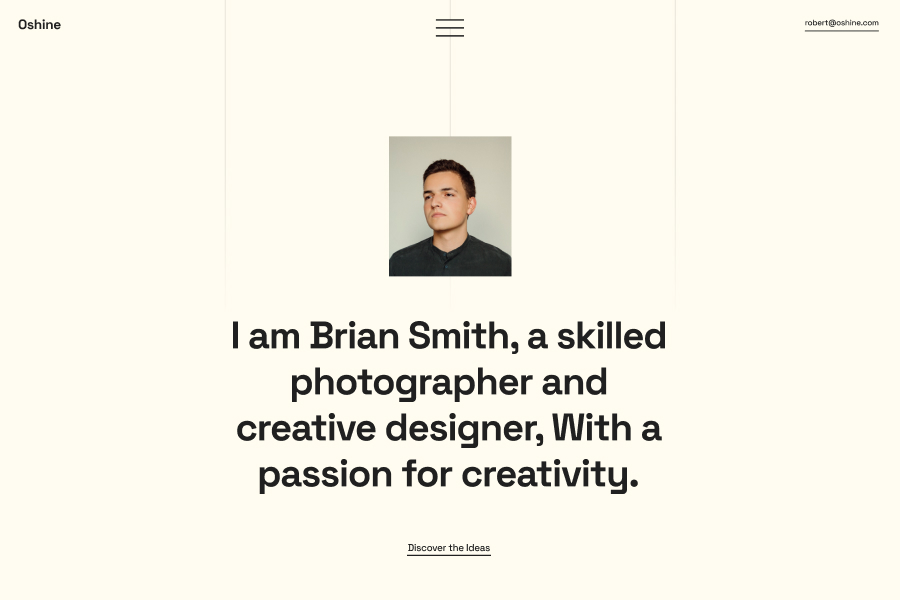 Oshine
robert@oshine.com
I am Brian Smith, a skilled
photographer and
creative designer, With a
passion for creativity.
Discover the Ideas